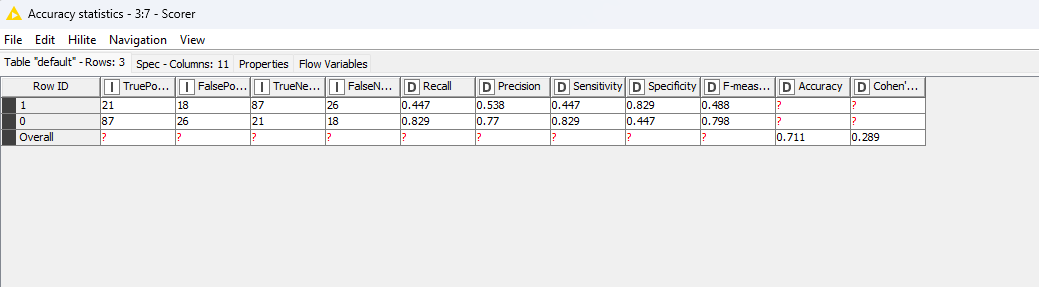 Accuracy statistics - 3:7 - Scorer
File Edit Hilite Navigation View
Table "default" - Rows: 3 Spec - Columns: 11 Properties Flow Variables
Row ID I TruePo... I FalsePo... I TrueNe... I FalseN... D Recall D Precision D Sensitivity D Specificity D F-meas... D Accuracy D Cohen'...
1 21 18 87 26 0.447 0.538 0.447 0.829 0.488 ? ?
0 87 26 21 18 0.829 0.77 0.829 0.447 0.798 ? ?
Overall ? ? ? ? ? ? ? ? ? 0.711 0.289